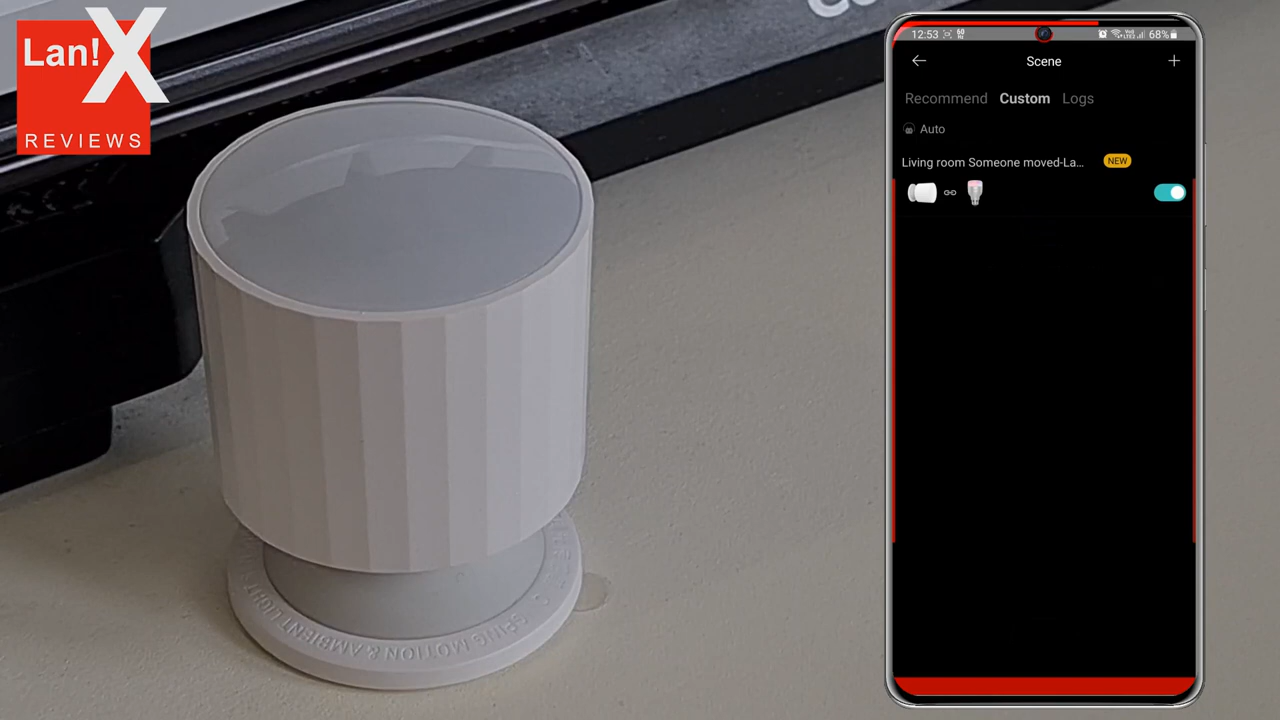 Lan!X
REVIEWS
12:53
68%
Scene
Recommend Custom Logs
Auto
Living room Someone moved-La...
NEW
MOTION & AMBIENT LIGHT